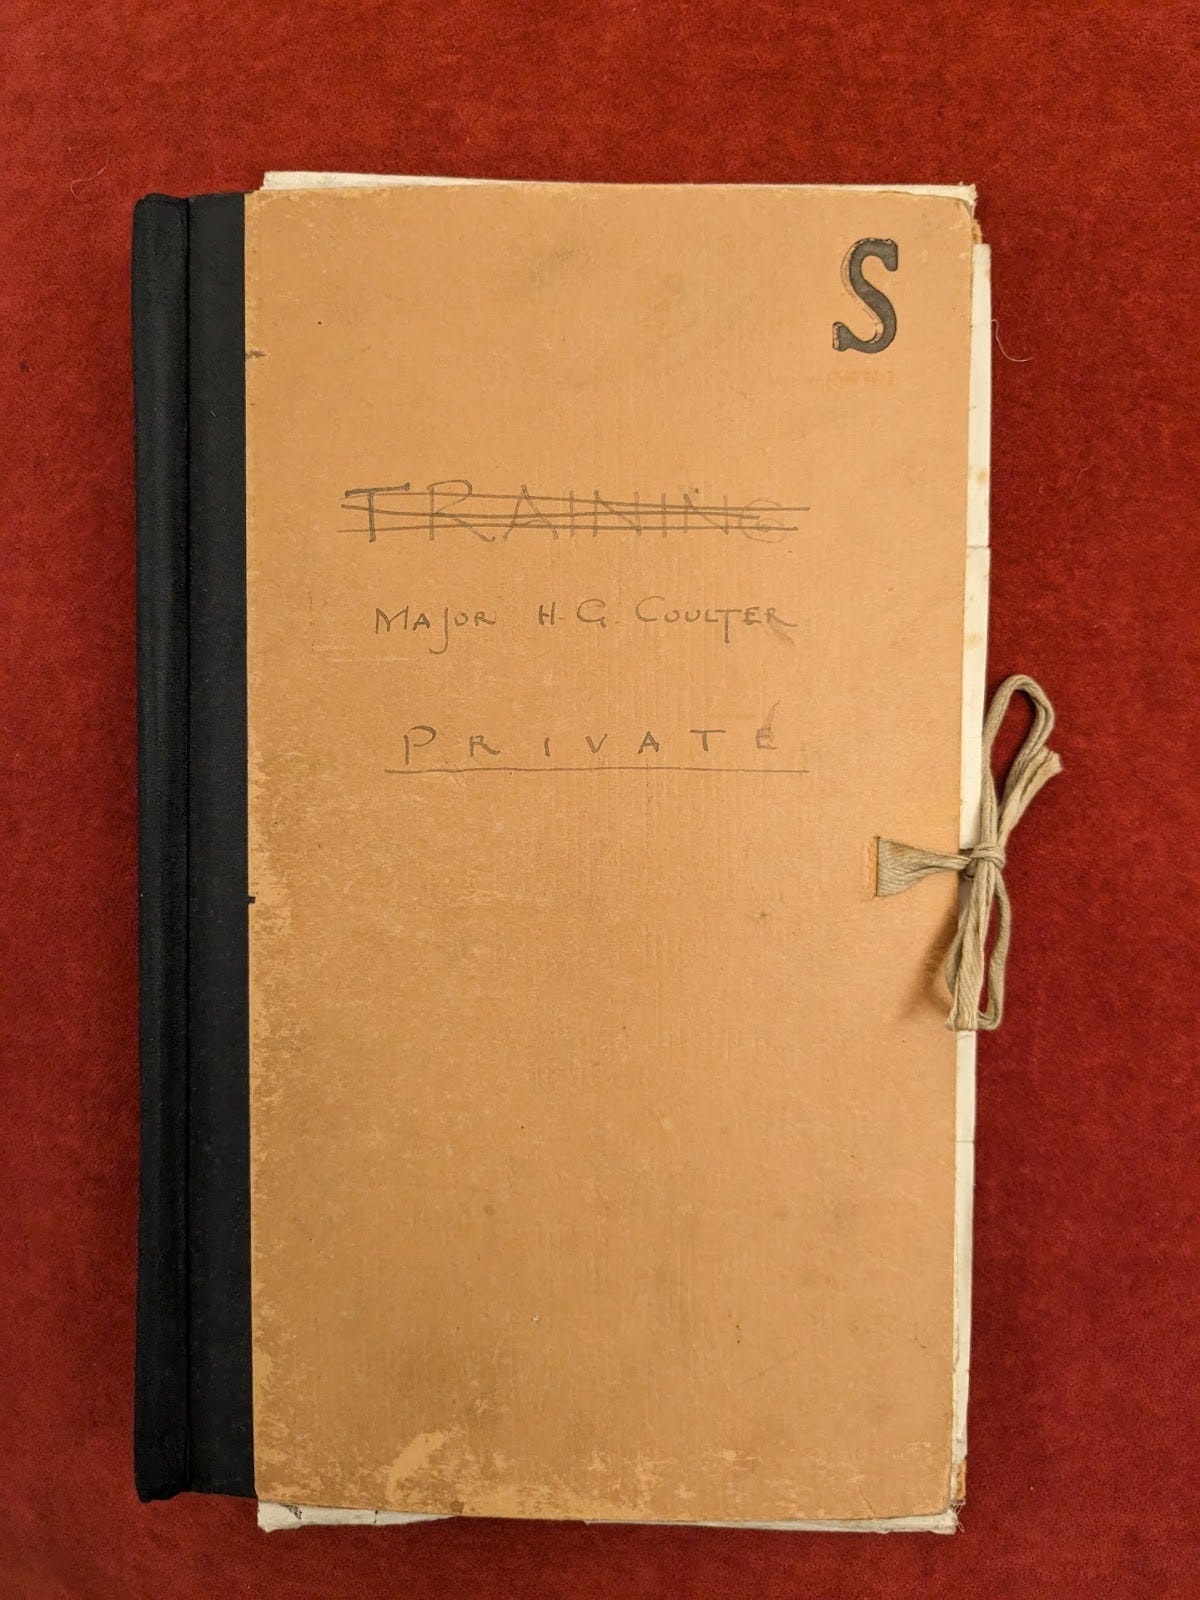 S
TRAINING
MAJOR H.G. COULTER
PRIVATE